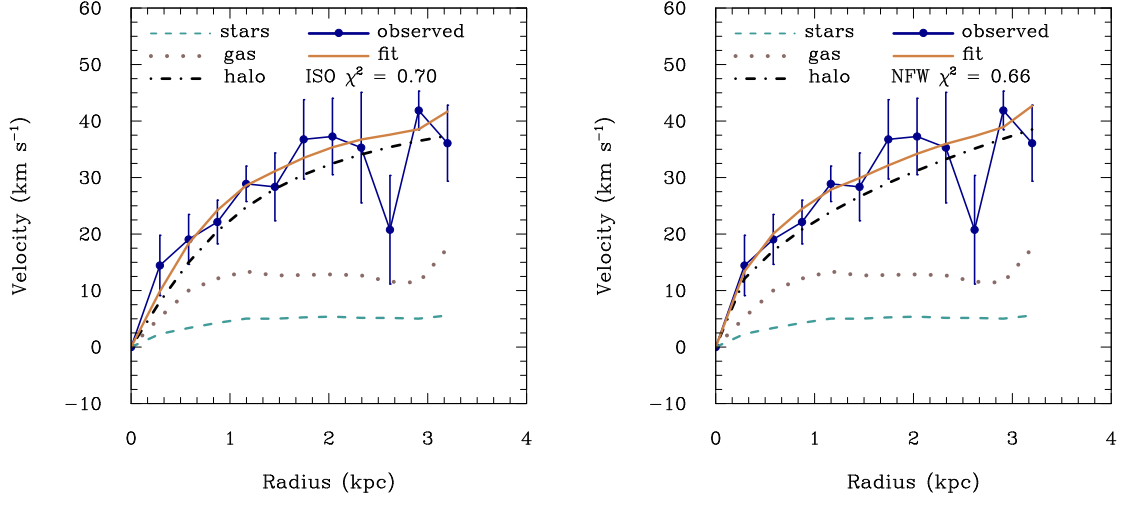 60
50
40
30
20
10
0
−10
0 1 2 3 4
Velocity (km s⁻¹)
Radius (kpc)
stars observed
gas fit
halo ISO χ² = 0.70
60
50
40
30
20
10
0
−10
0 1 2 3 4
Velocity (km s⁻¹)
Radius (kpc)
stars observed
gas fit
halo NFW χ² = 0.66